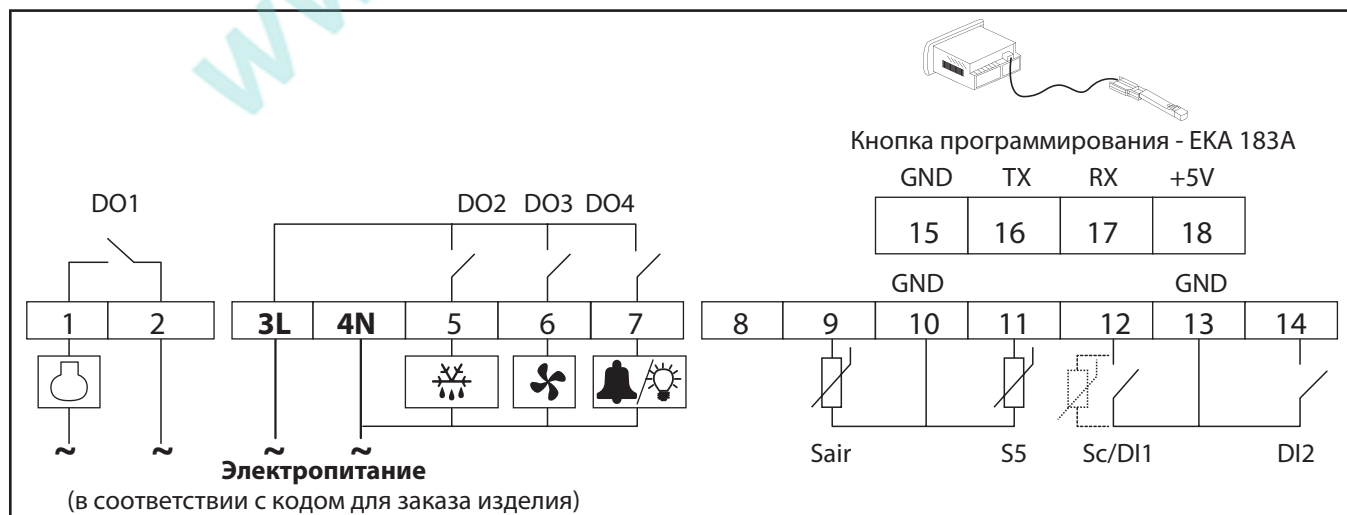 Кнопка программирования - EKA 183A
GND TX RX +5V
15 16 17 18
DO1 DO2 DO3 DO4
GND GND
1 2 3L 4N 5 6 7 8 9 10 11 12 13 14
Sair S5 Sc/DI1 DI2
~ ~ ~ ~
Электропитание
(в соответствии с кодом для заказа изделия)